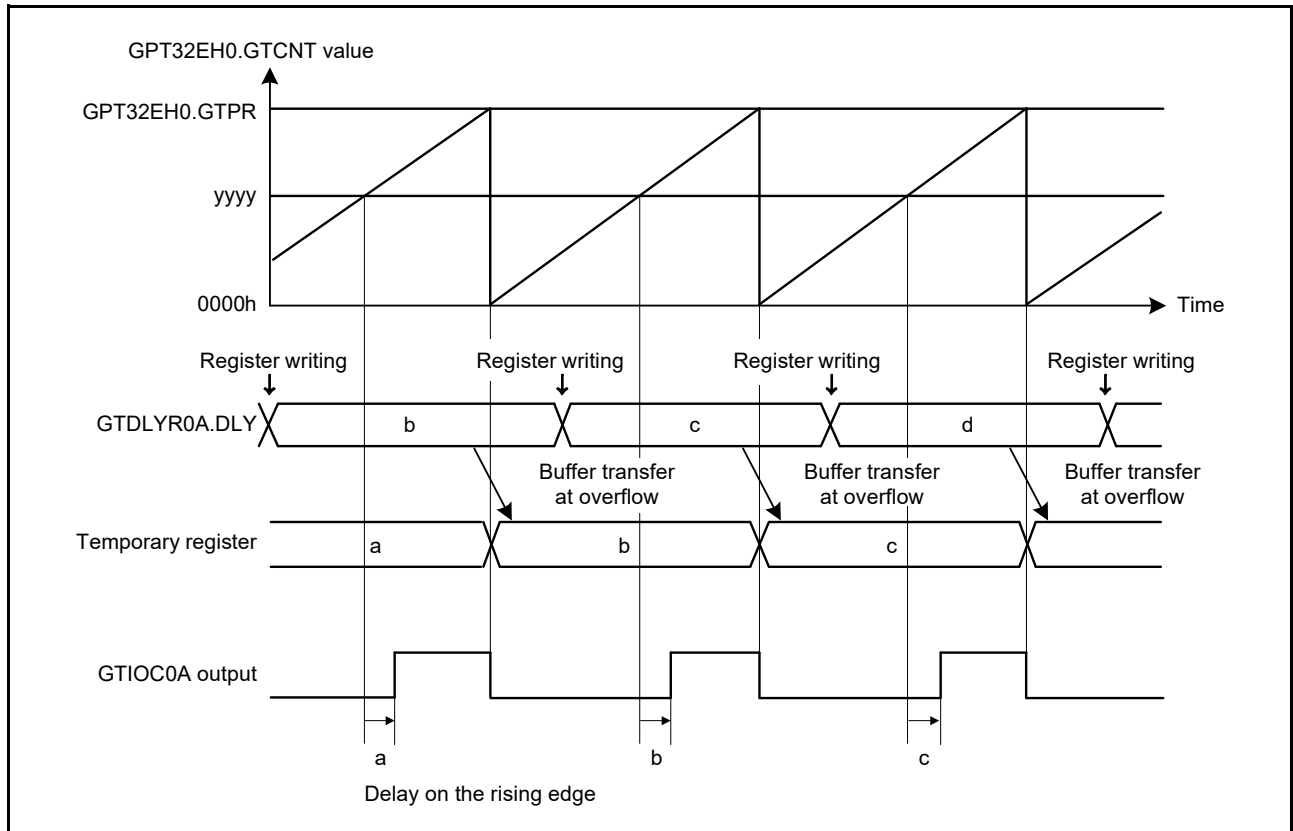 GPT32EH0.GTCNT value
GPT32EH0.GTPR
yyyy
0000h
Time
Register writing
Register writing
Register writing
Register writing
GTDLYR0A.DLY
b
c
d
Buffer transfer
at overflow
Buffer transfer
at overflow
Buffer transfer
at overflow
Temporary register
a
b
c
GTIOC0A output
a
b
c
Delay on the rising edge